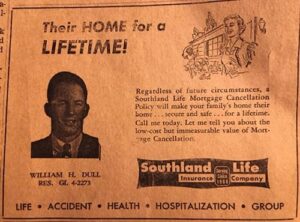 Their HOME for a
LIFETIME!
Regardless of future circumstances, a
Southland Life Mortgage Cancellation
Policy will make your family's home their
home . . . secure and safe . . . for a lifetime.
Call me today. Let me tell you about the
low-cost but immeasurable value of Mort-
gage Cancellation.
WILLIAM H. DULL
RES. GL 4-2273
Southland Life
Insurance Company
Since
LIFE • ACCIDENT • HEALTH • HOSPITALIZATION • GROUP